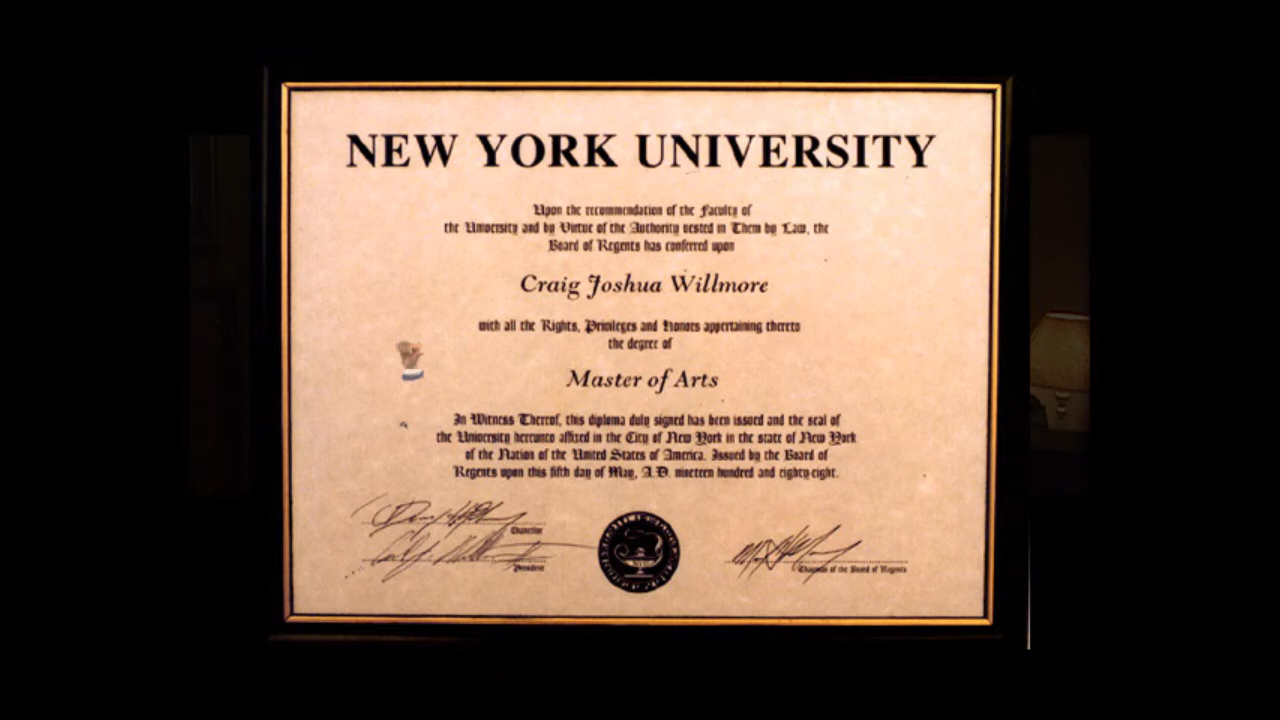 NEW YORK UNIVERSITY
Upon the recommendation of the Faculty of
the University and by Virtue of the Authority vested in Them by Law, the
Board of Regents has conferred upon
Craig Joshua Willmore
with all the Rights, Privileges and Honors appertaining thereto
the degree of
Master of Arts
In Witness Thereof, this diploma duly signed has been issued and the seal of
the University hereunto affixed in the City of New York in the state of New York
of the Nation of the United States of America. Issued by the Board of
Regents upon this fifth day of May, A.D. nineteen hundred and eighty-eight.
Chancellor
President
Chairman of the Board of Regents